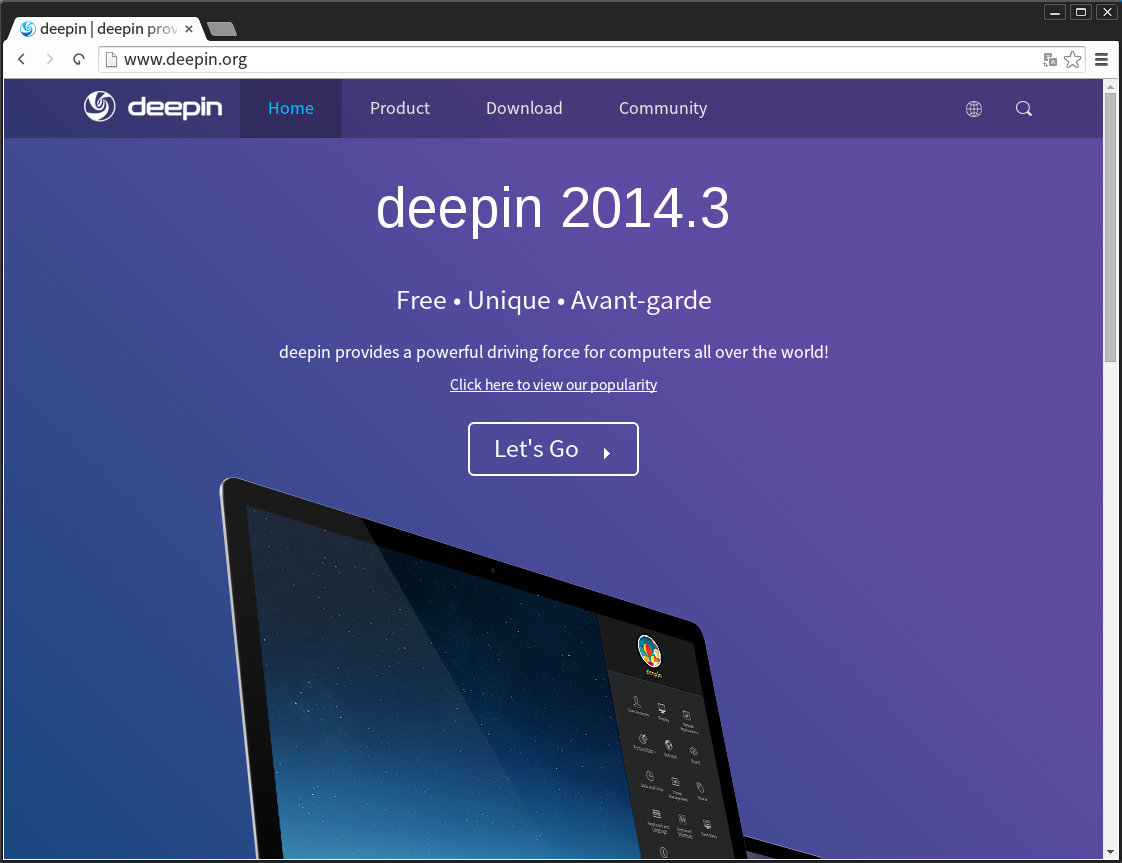 deepin | deepin prov
www.deepin.org
deepin
Home
Product
Download
Community
deepin 2014.3
Free • Unique • Avant-garde
deepin provides a powerful driving force for computers all over the world!
Click here to view our popularity
Let's Go
deepin